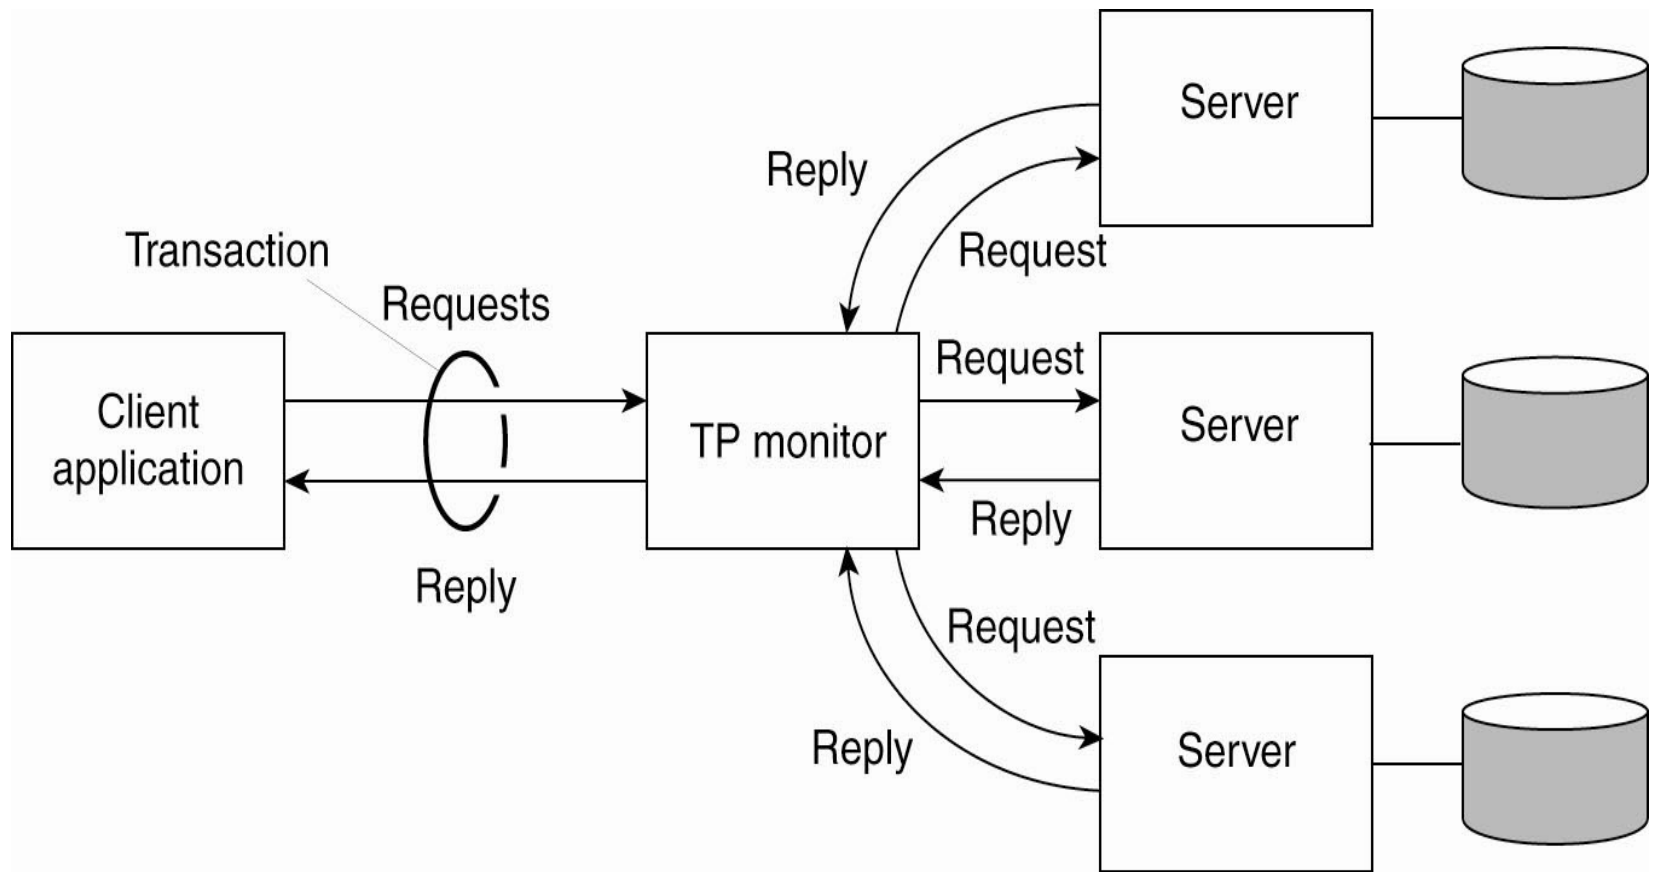 Server
Reply
Request
Transaction
Requests
Client
application
TP monitor
Request
Server
Reply
Reply
Request
Reply
Server